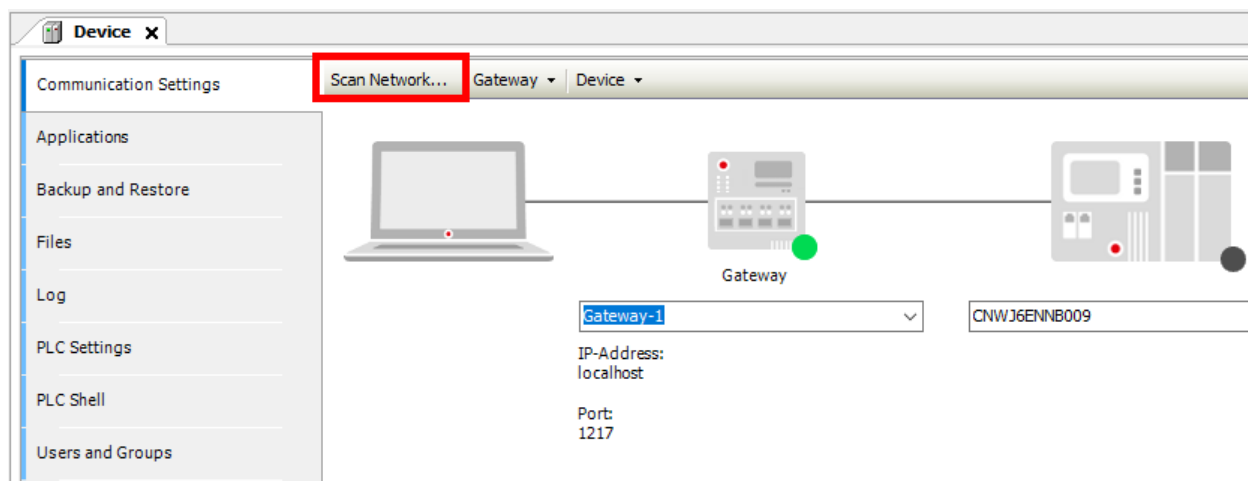 Device
Communication Settings
Scan Network...
Gateway
Device
Applications
Backup and Restore
Files
Log
PLC Settings
PLC Shell
Users and Groups
Gateway
Gateway-1
CNWJ6ENNB009
IP-Address:
localhost
Port:
1217